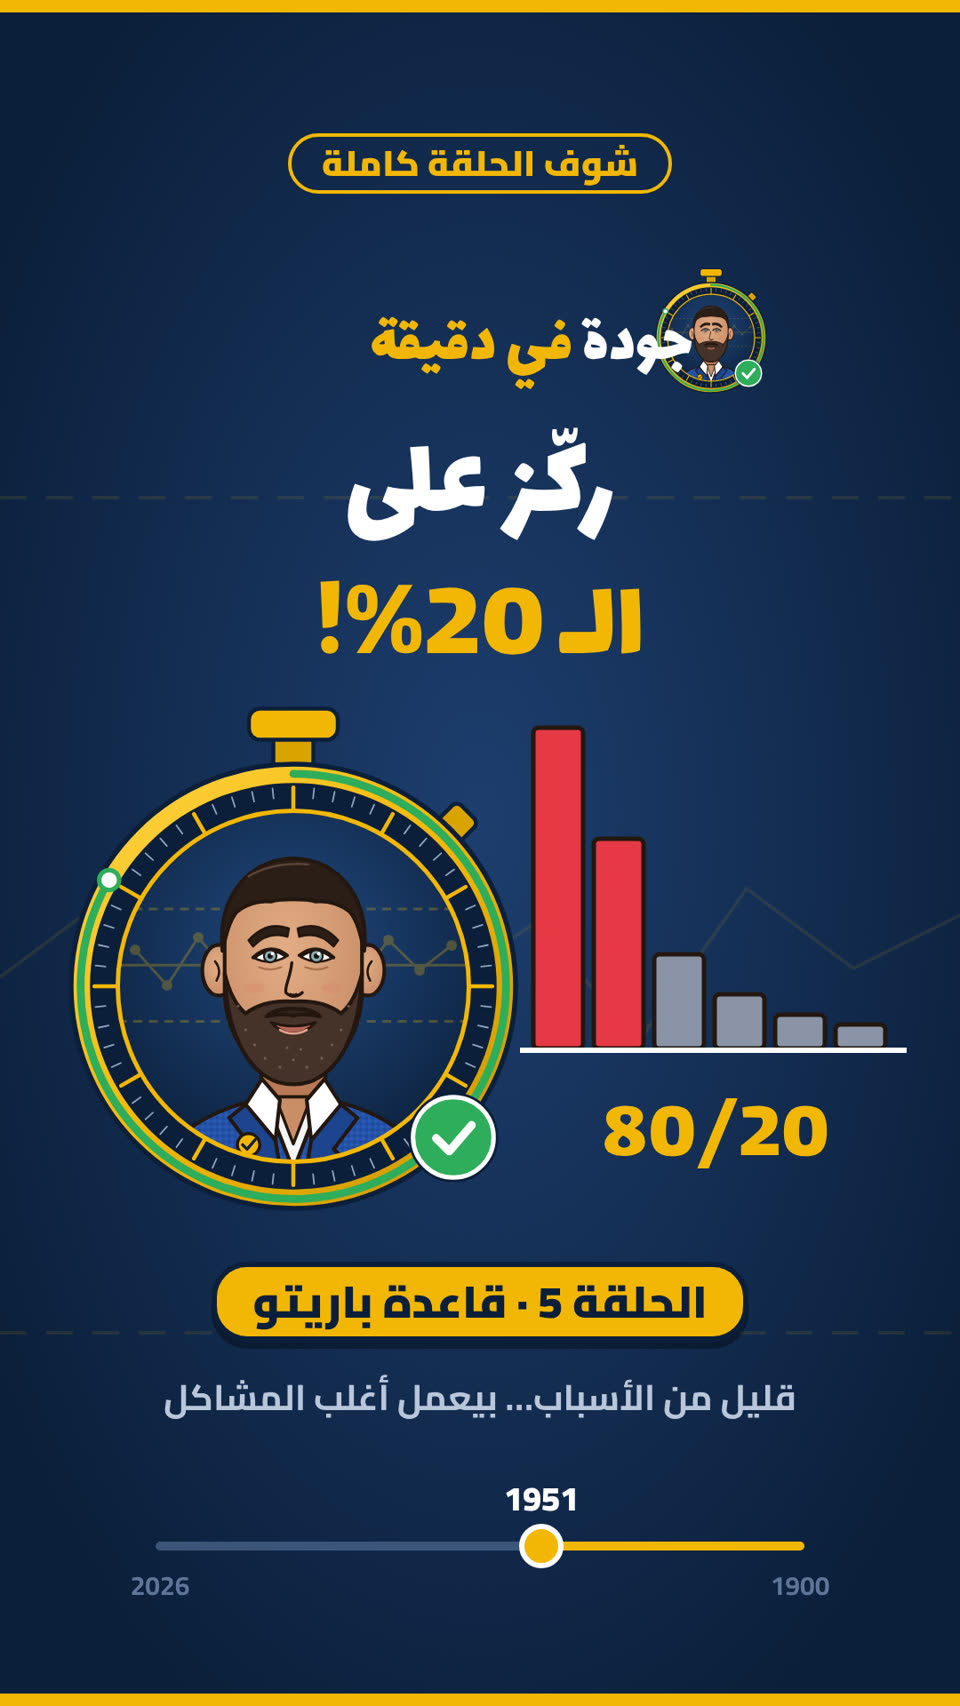 شوف الحلقة كاملة
جودة في دقيقة
ركّز على
الـ 20%!
80/20
الحلقة 5 · قاعدة باريتو
قليل من الأسباب... بيعمل أغلب المشاكل
1951
1900
2026